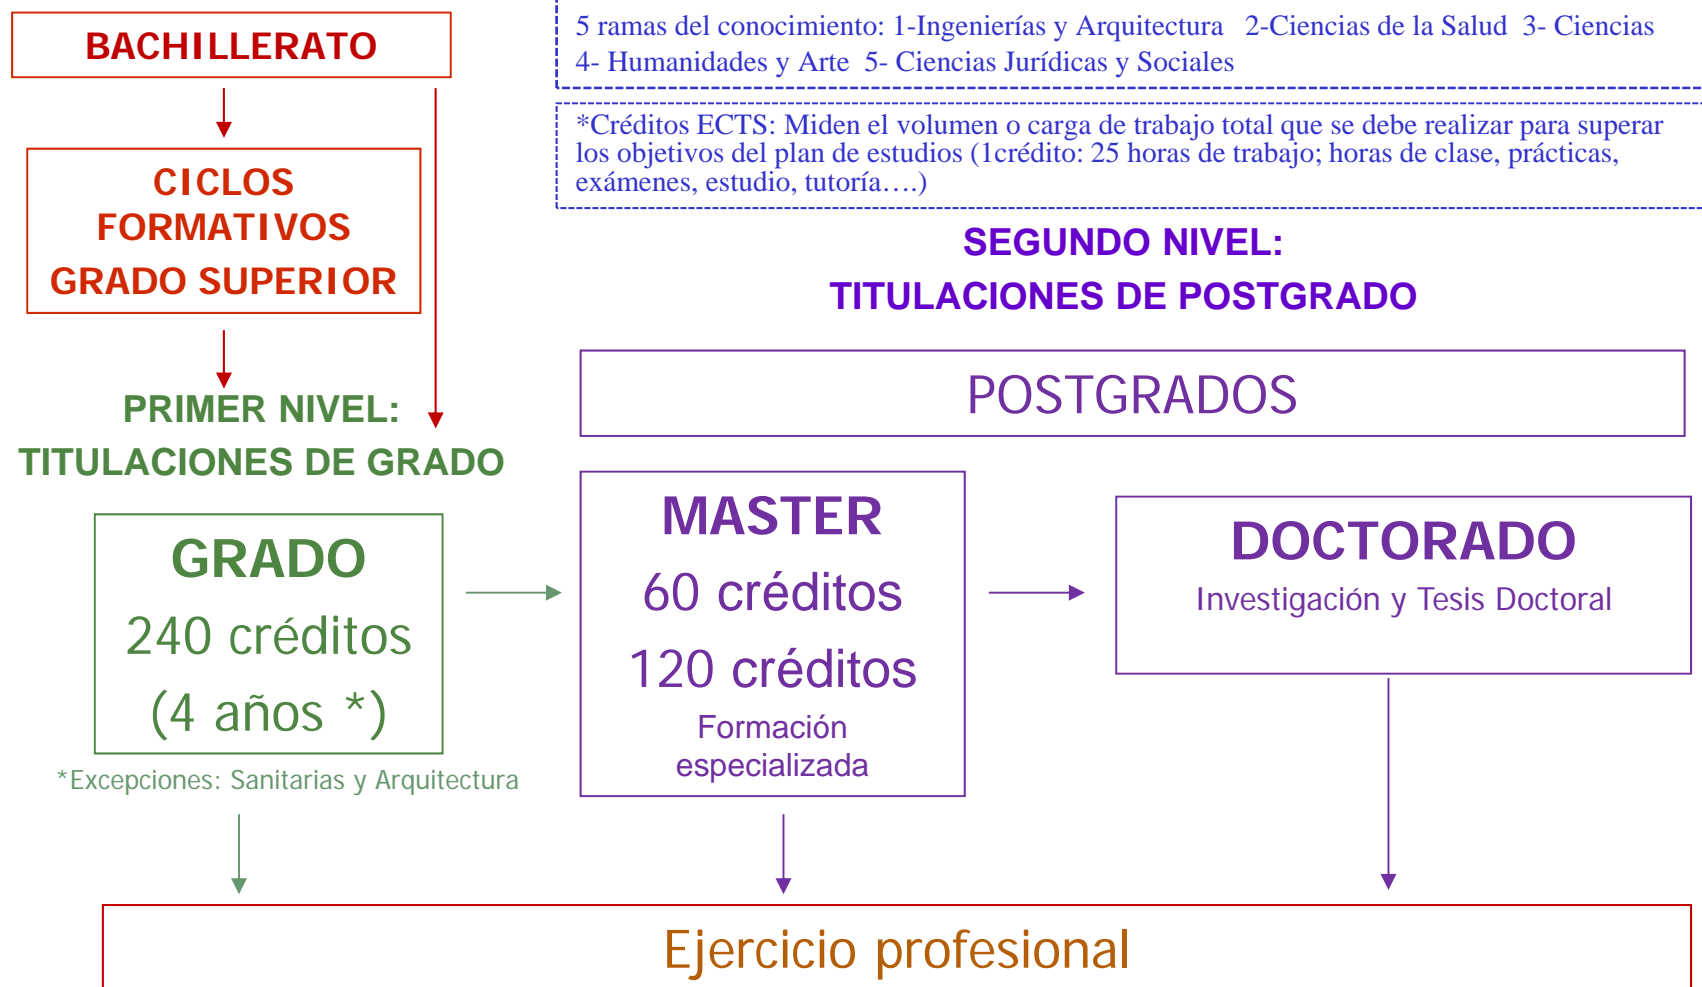 BACHILLERATO
5 ramas del conocimiento: 1-Ingenierías y Arquitectura 2-Ciencias de la Salud 3- Ciencias
4- Humanidades y Arte 5- Ciencias Jurídicas y Sociales
*Créditos ECTS: Miden el volumen o carga de trabajo total que se debe realizar para superar
los objetivos del plan de estudios (1crédito: 25 horas de trabajo; horas de clase, prácticas,
exámenes, estudio, tutoría….)
CICLOS
FORMATIVOS
GRADO SUPERIOR
SEGUNDO NIVEL:
TITULACIONES DE POSTGRADO
PRIMER NIVEL:
TITULACIONES DE GRADO
POSTGRADOS
GRADO
240 créditos
(4 años *)
*Excepciones: Sanitarias y Arquitectura
MASTER
60 créditos
120 créditos
Formación
especializada
DOCTORADO
Investigación y Tesis Doctoral
Ejercicio profesional